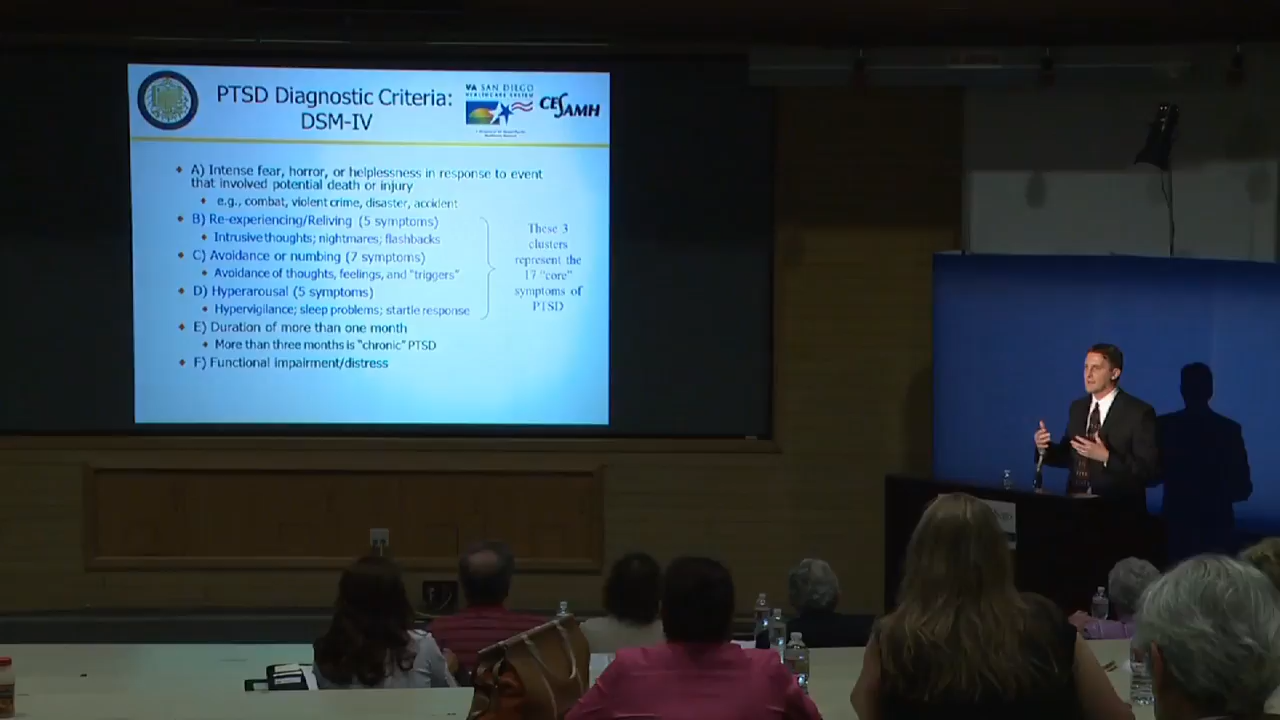 PTSD Diagnostic Criteria:
DSM-IV
VA SAN DIEGO
HEALTHCARE SYSTEM
CESAMH
A) Intense fear, horror, or helplessness in response to event
that involved potential death or injury
e.g., combat, violent crime, disaster, accident
B) Re-experiencing/Reliving (5 symptoms)
Intrusive thoughts; nightmares; flashbacks
C) Avoidance or numbing (7 symptoms)
Avoidance of thoughts, feelings, and "triggers"
D) Hyperarousal (5 symptoms)
Hypervigilance; sleep problems; startle response
E) Duration of more than one month
More than three months is "chronic" PTSD
F) Functional impairment/distress
These 3
clusters
represent the
17 "core"
symptoms of
PTSD